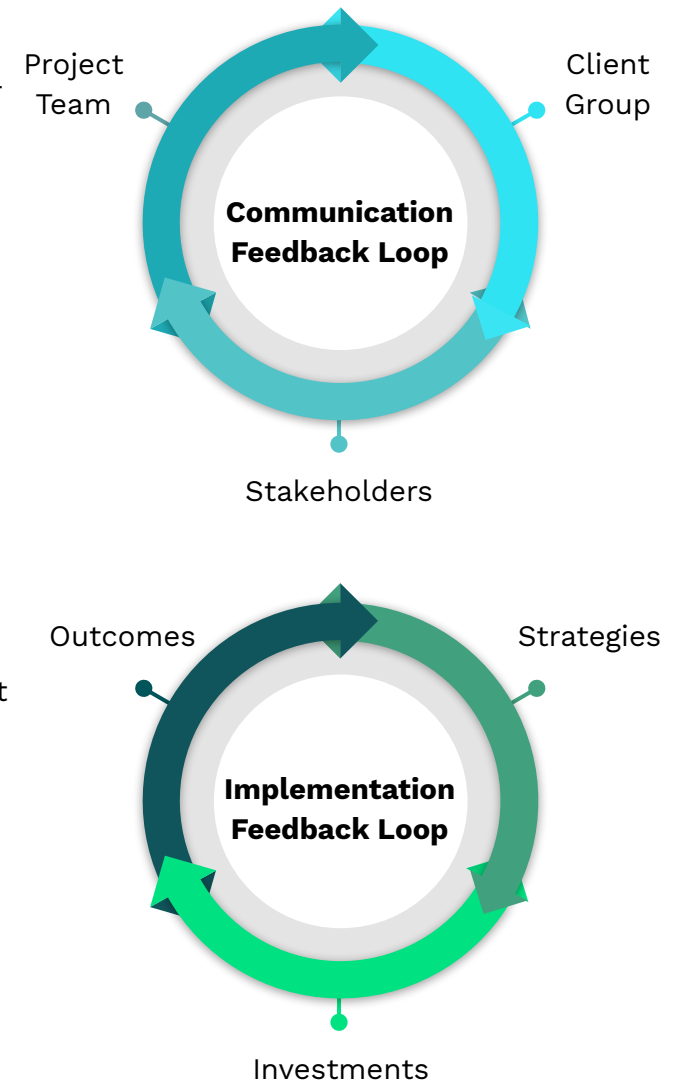 Project
Team
Client
Group
Communication
Feedback Loop
Stakeholders
Outcomes
Strategies
Implementation
Feedback Loop
Investments